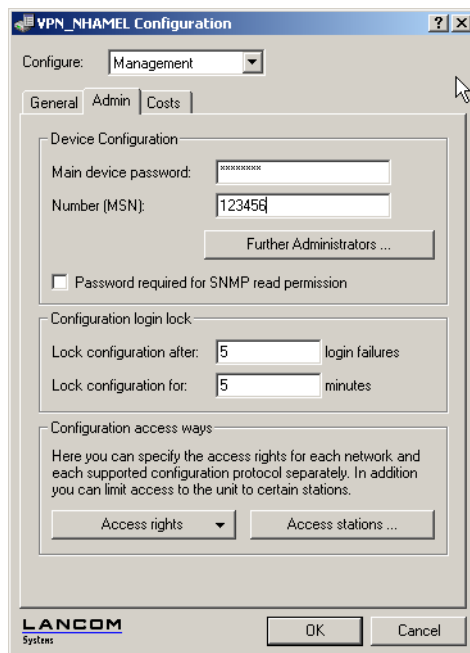 VPN_NHAMEL Configuration
Configure: Management
General Admin Costs
Device Configuration
Main device password: ********
Number (MSN): 123456
Further Administrators ...
Password required for SNMP read permission
Configuration login lock
Lock configuration after: 5 login failures
Lock configuration for: 5 minutes
Configuration access ways
Here you can specify the access rights for each network and
each supported configuration protocol separately. In addition
you can limit access to the unit to certain stations.
Access rights Access stations ...
LANCOM
Systems
OK Cancel